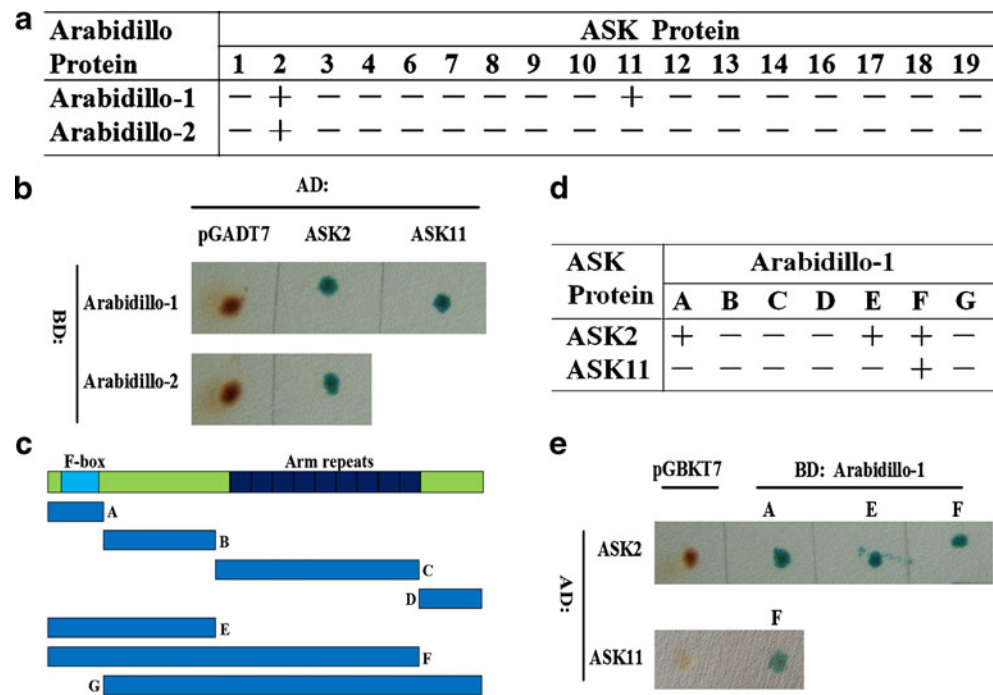 a
Arabidillo Protein ASK Protein
1 2 3 4 6 7 8 9 10 11 12 13 14 16 17 18 19
Arabidillo-1 − + − − − − − − − + − − − − − − −
Arabidillo-2 − + − − − − − − − − − − − − − − −
b
AD:
pGADT7 ASK2 ASK11
BD:
Arabidillo-1
Arabidillo-2
c
F-box Arm repeats
A
B
C
D
E
F
G
d
ASK Protein Arabidillo-1
A B C D E F G
ASK2 + − − − + + −
ASK11 − − − − − + −
e
pGBKT7 BD: Arabidillo-1
A E F
AD:
ASK2
F
ASK11